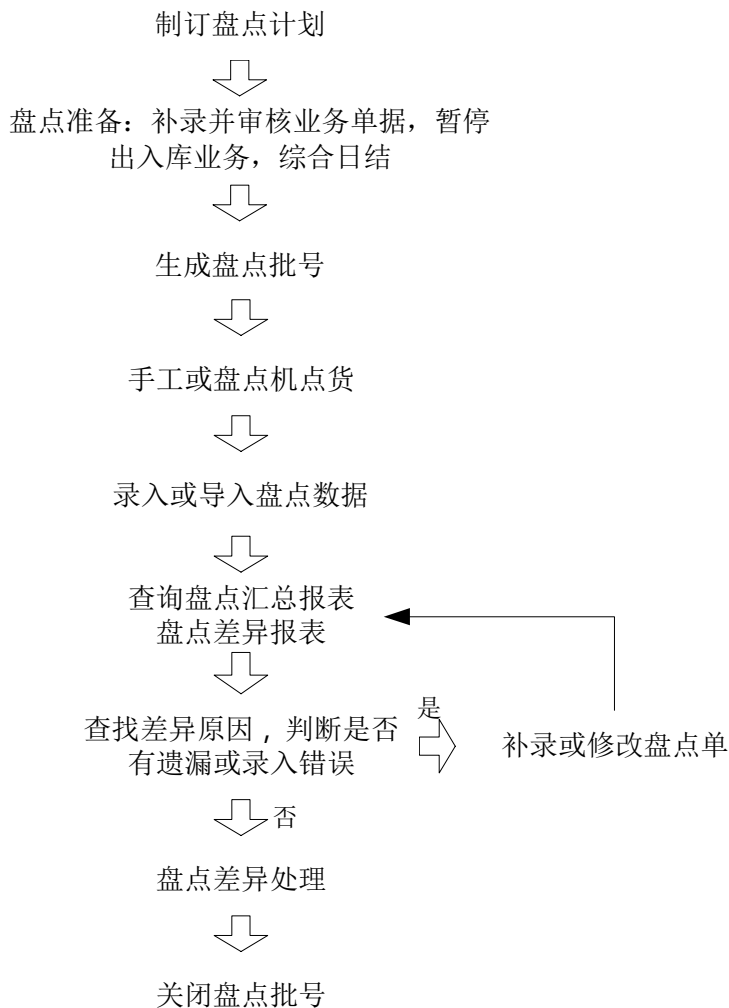 制订盘点计划
盘点准备：补录并审核业务单据，暂停
出入库业务，综合日结
生成盘点批号
手工或盘点机点货
录入或导入盘点数据
查询盘点汇总报表
盘点差异报表
查找差异原因，判断是否
有遗漏或录入错误
是
补录或修改盘点单
否
盘点差异处理
关闭盘点批号